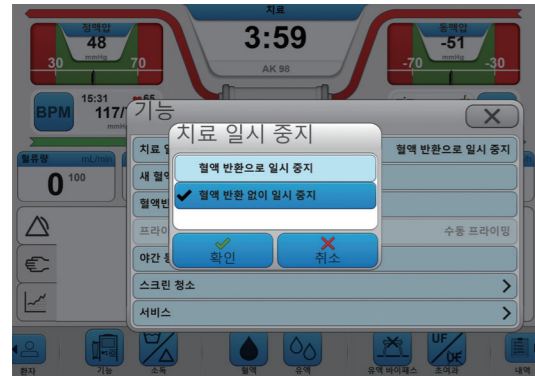 치료
정맥압
48
mmHg
30
70
3:59
AK 98
동맥압
-51
mmHg
-70
-30
BPM
15:31
65
117/
mmH
기능
치료 일시 중지
혈액 반환으로 일시 중지
혈액 반환 없이 일시 중지
확인
취소
치료
혈액 반환으로 일시 중지
새 혈액
혈액반
프라이
수동 프라이밍
야간
스크린 청소
서비스
혈류량
mL/min
0
100
환자
기능
소독
혈액
유액
유액 바이패스
UF
UF
초여과
내역